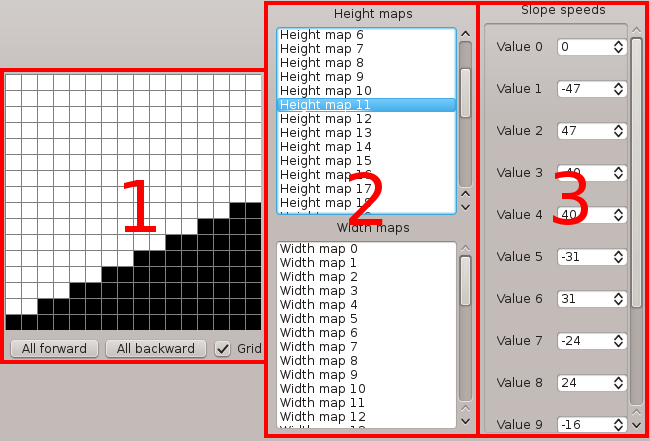 1
All forward
All backward
Grid
Height maps
Height map 6
Height map 7
Height map 8
Height map 9
Height map 10
Height map 11
Height map 12
Height map 13
Height map 14
Height map 15
Height map 16
Height map 17
Height map 18
2
Width maps
Width map 0
Width map 1
Width map 2
Width map 3
Width map 4
Width map 5
Width map 6
Width map 7
Width map 8
Width map 9
Width map 10
Width map 11
Width map 12
Slope speeds
Value 0 0
Value 1 -47
Value 2 47
Value 3 -40
3
Value 4 40
Value 5 -31
Value 6 31
Value 7 -24
Value 8 24
Value 9 -16